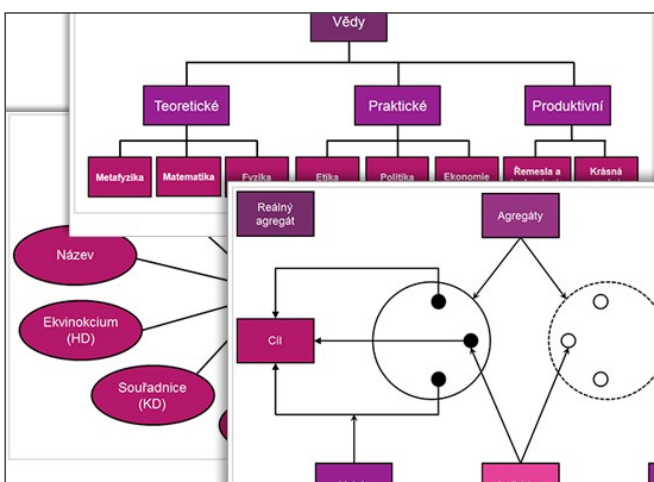 Vědy
Teoretické
Praktické
Produktivní
Metafyzika
Matematika
Fyzika
Etika
Politika
Ekonomie
Řemesla a
Krásná
Reálný
agregát
Agregáty
Název
Ekvinokcium
(HD)
Cíl
Souřadnice
(KD)